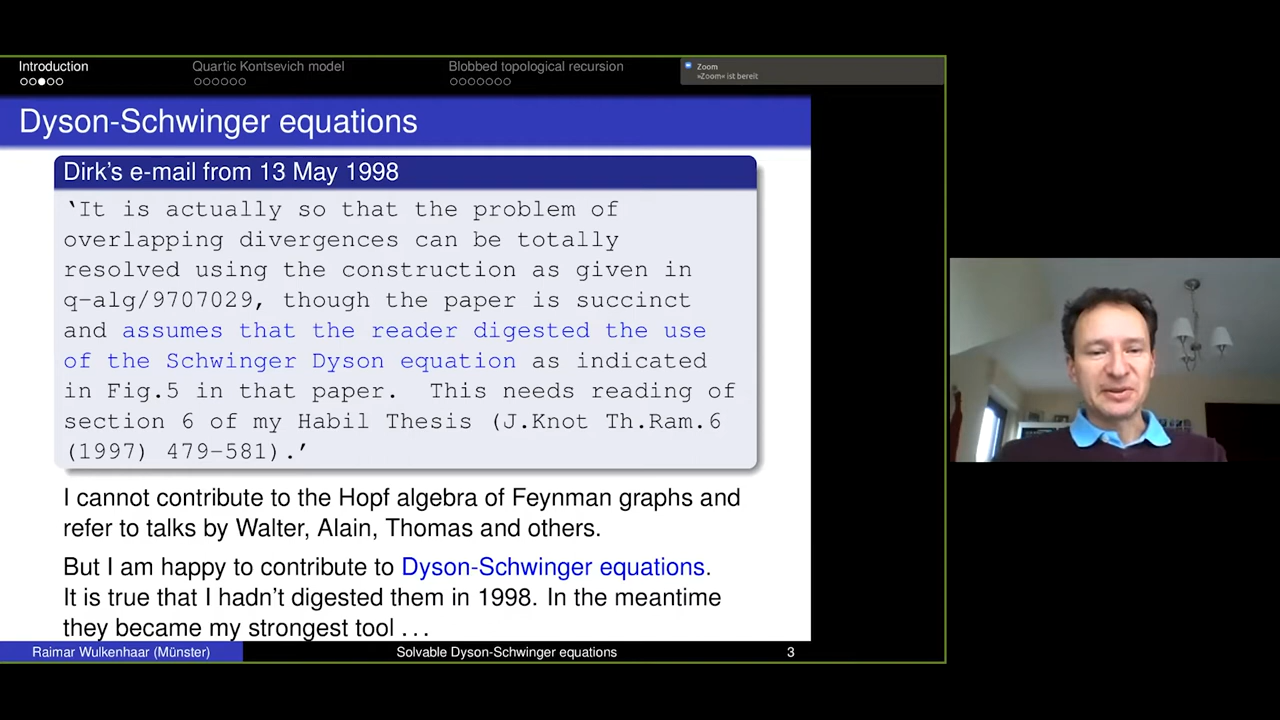 Introduction
Quartic Kontsevich model
Blobbed topological recursion
Zoom
»Zoom« ist bereit
Dyson-Schwinger equations
Dirk's e-mail from 13 May 1998
‘It is actually so that the problem of
overlapping divergences can be totally
resolved using the construction as given in
q-alg/9707029, though the paper is succinct
and assumes that the reader digested the use
of the Schwinger Dyson equation as indicated
in Fig.5 in that paper. This needs reading of
section 6 of my Habil Thesis (J.Knot Th.Ram.6
(1997) 479-581).’
I cannot contribute to the Hopf algebra of Feynman graphs and
refer to talks by Walter, Alain, Thomas and others.
But I am happy to contribute to Dyson-Schwinger equations.
It is true that I hadn't digested them in 1998. In the meantime
they became my strongest tool ...
Raimar Wulkenhaar (Münster)
Solvable Dyson-Schwinger equations
3